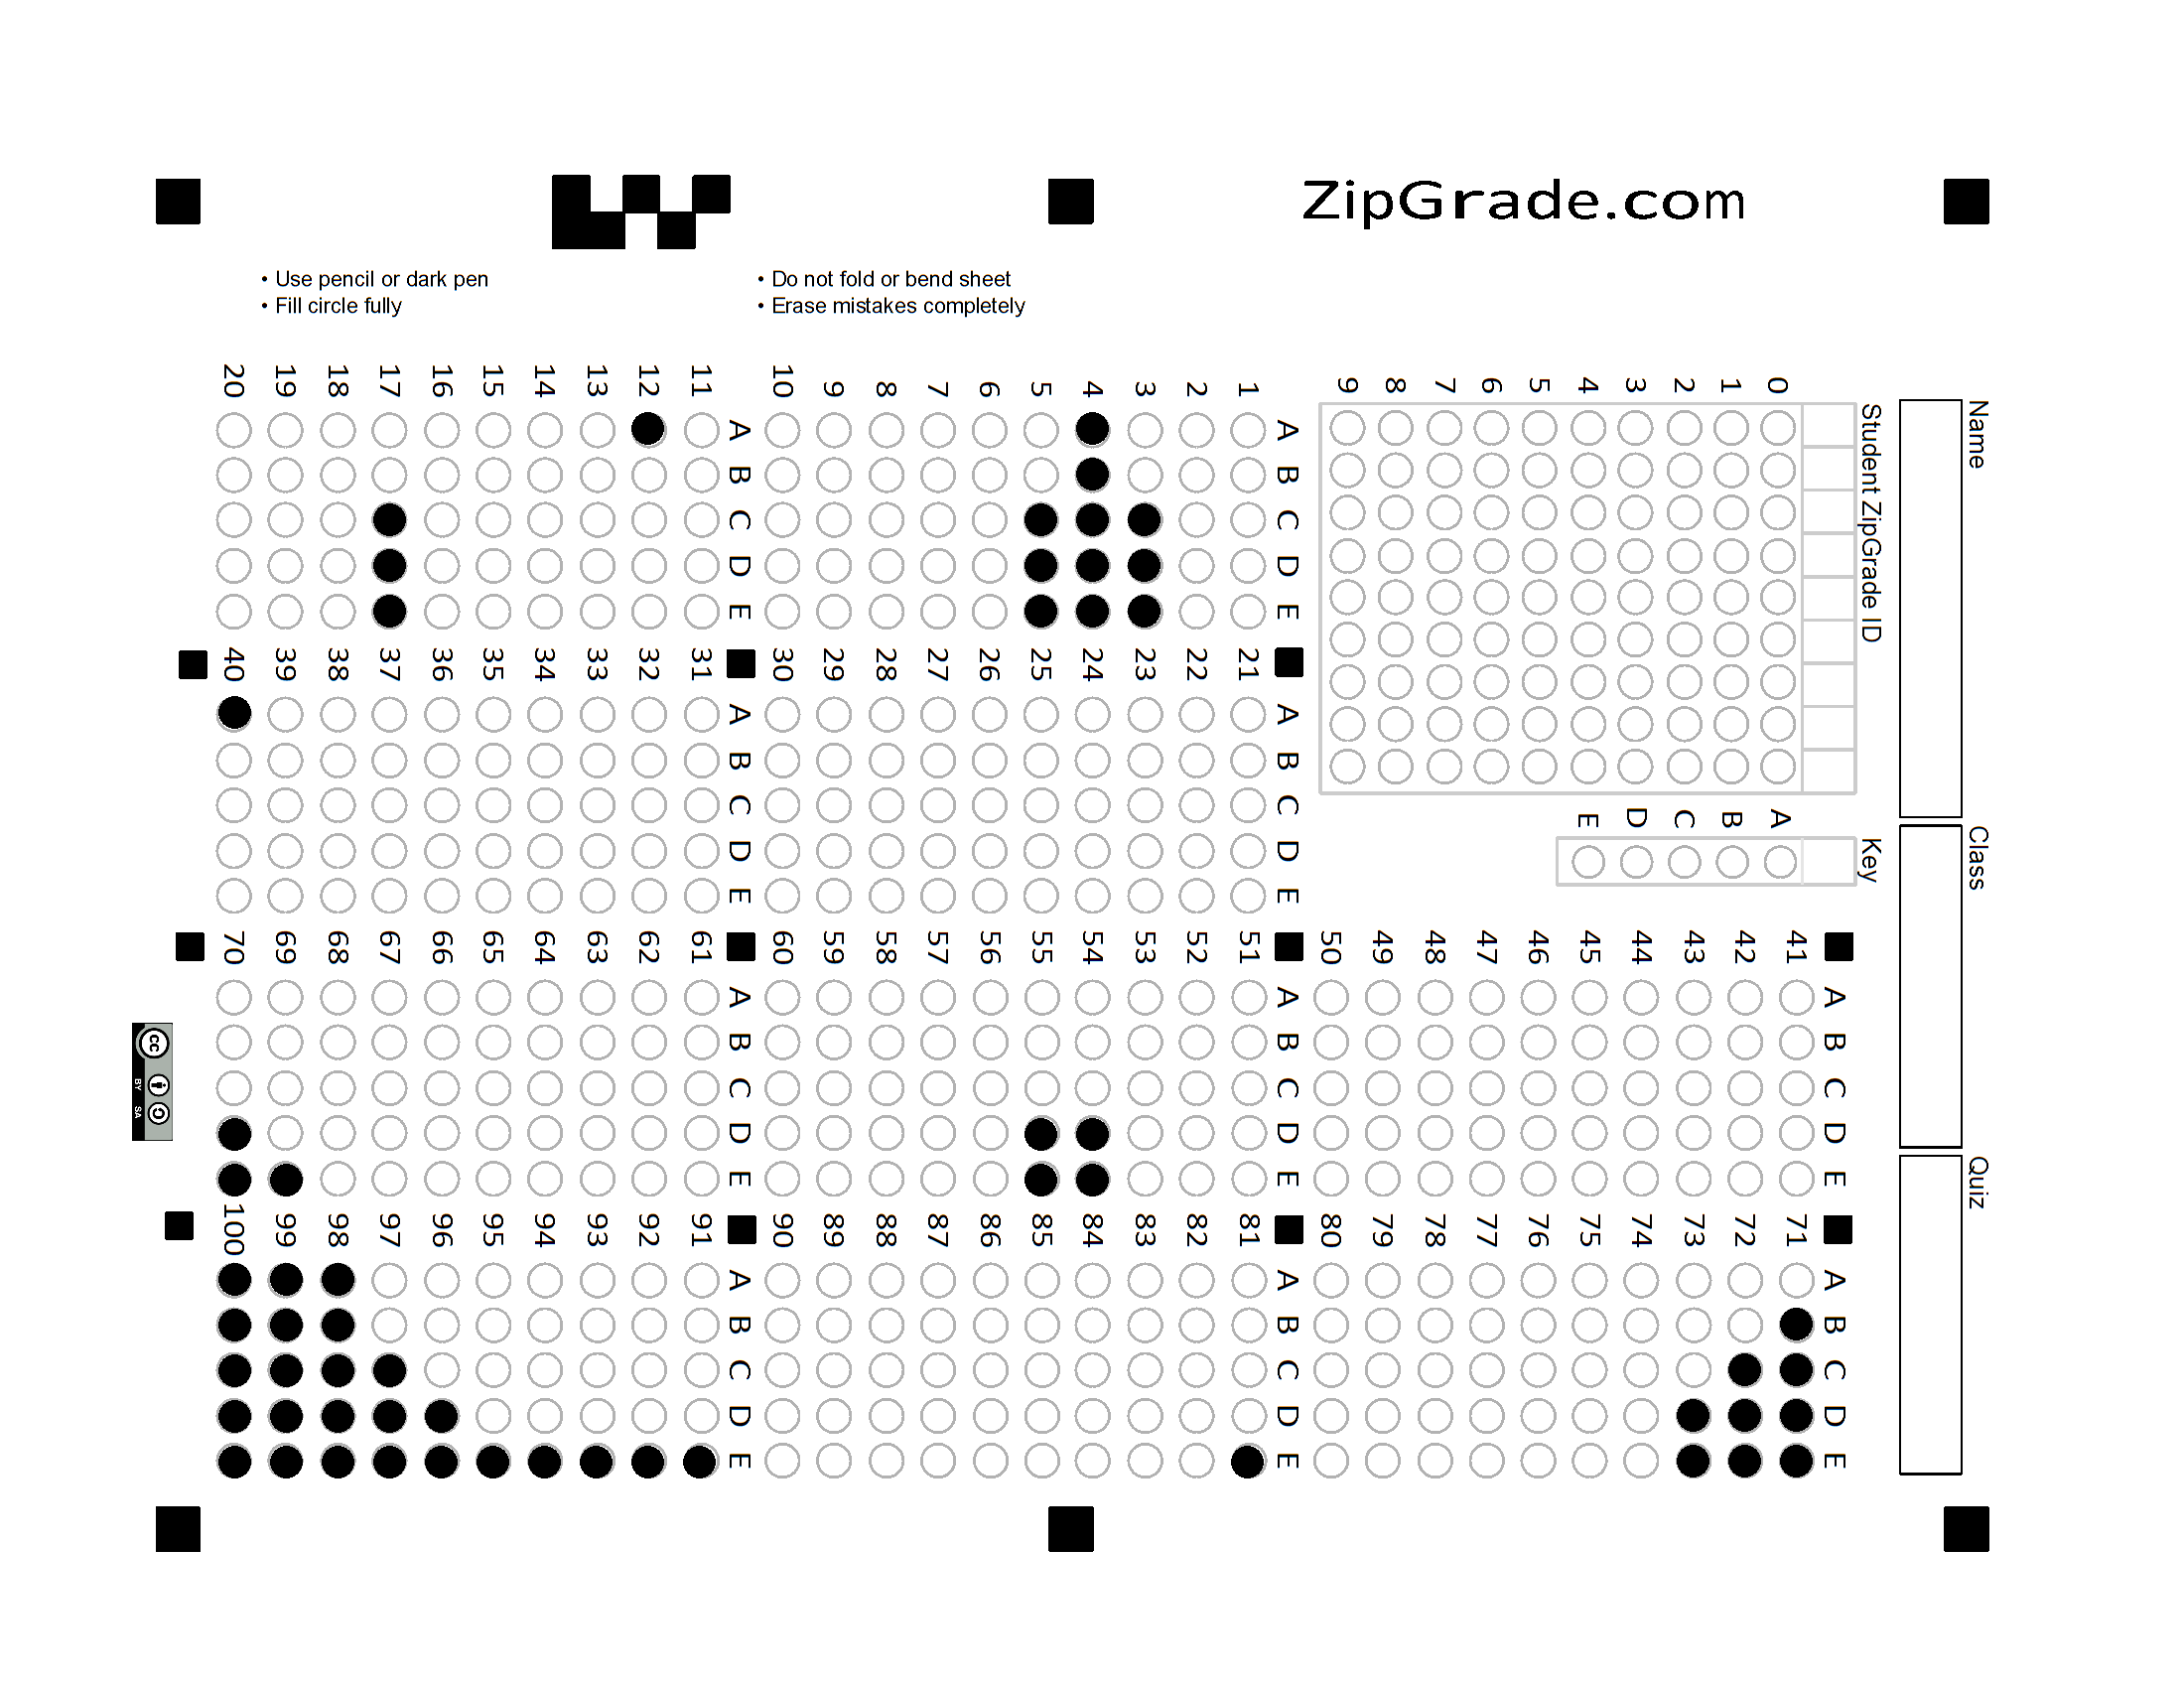 ZipGrade.com
• Use pencil or dark pen
• Fill circle fully
• Do not fold or bend sheet
• Erase mistakes completely
Name
Class
Quiz
Student ZipGrade ID
0 1 2 3 4 5 6 7 8 9
Key
A B C D E
A B C D E
1 2 3 4 5 6 7 8 9 10
A B C D E
11 12 13 14 15 16 17 18 19 20
A B C D E
21 22 23 24 25 26 27 28 29 30
A B C D E
31 32 33 34 35 36 37 38 39 40
A B C D E
41 42 43 44 45 46 47 48 49 50
A B C D E
51 52 53 54 55 56 57 58 59 60
A B C D E
61 62 63 64 65 66 67 68 69 70
A B C D E
71 72 73 74 75 76 77 78 79 80
A B C D E
81 82 83 84 85 86 87 88 89 90
A B C D E
91 92 93 94 95 96 97 98 99 100
cc BY SA